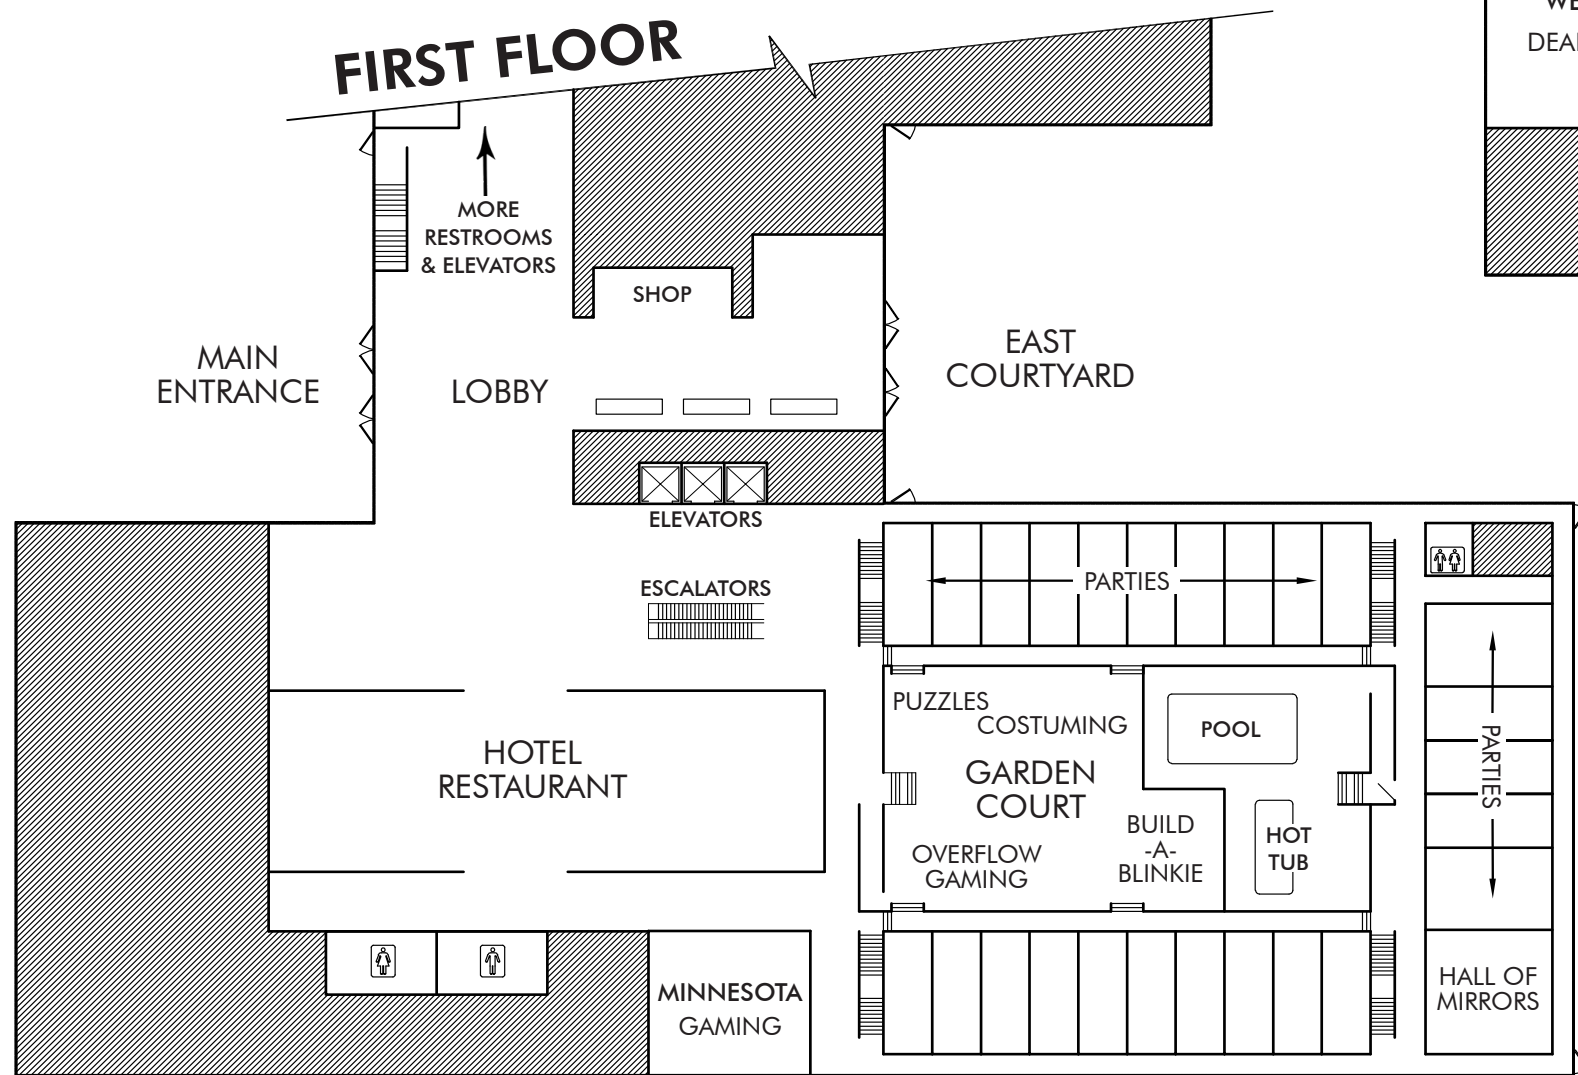 FIRST FLOOR
MORE
RESTROOMS
& ELEVATORS
SHOP
MAIN
ENTRANCE
LOBBY
EAST
COURTYARD
ELEVATORS
ESCALATORS
PARTIES
PUZZLES
COSTUMING
POOL
HOTEL
RESTAURANT
GARDEN
COURT
BUILD
-A-
BLINKIE
OVERFLOW
GAMING
HOT
TUB
PARTIES
MINNESOTA
GAMING
HALL OF
MIRRORS